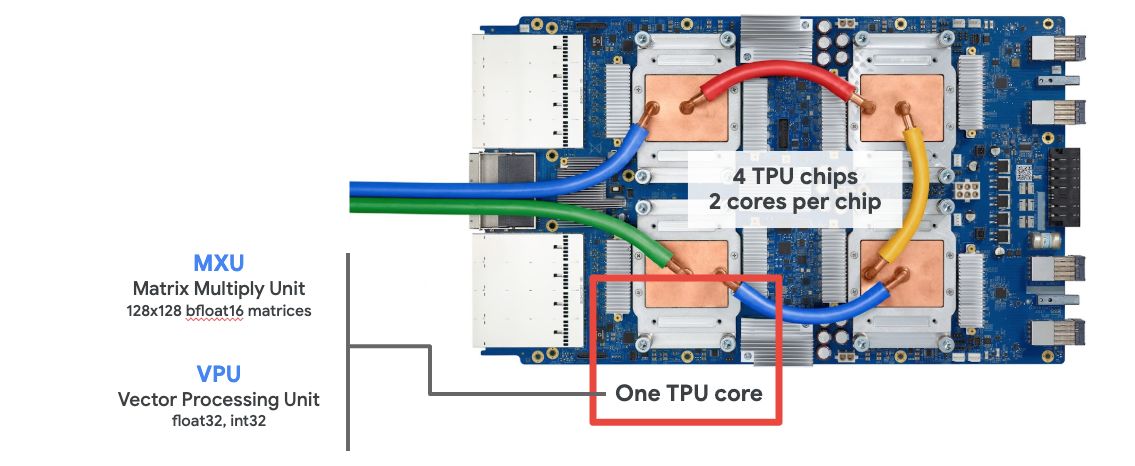 4 TPU chips
2 cores per chip
MXU
Matrix Multiply Unit
128x128 bfloat16 matrices
VPU
Vector Processing Unit
float32, int32
One TPU core